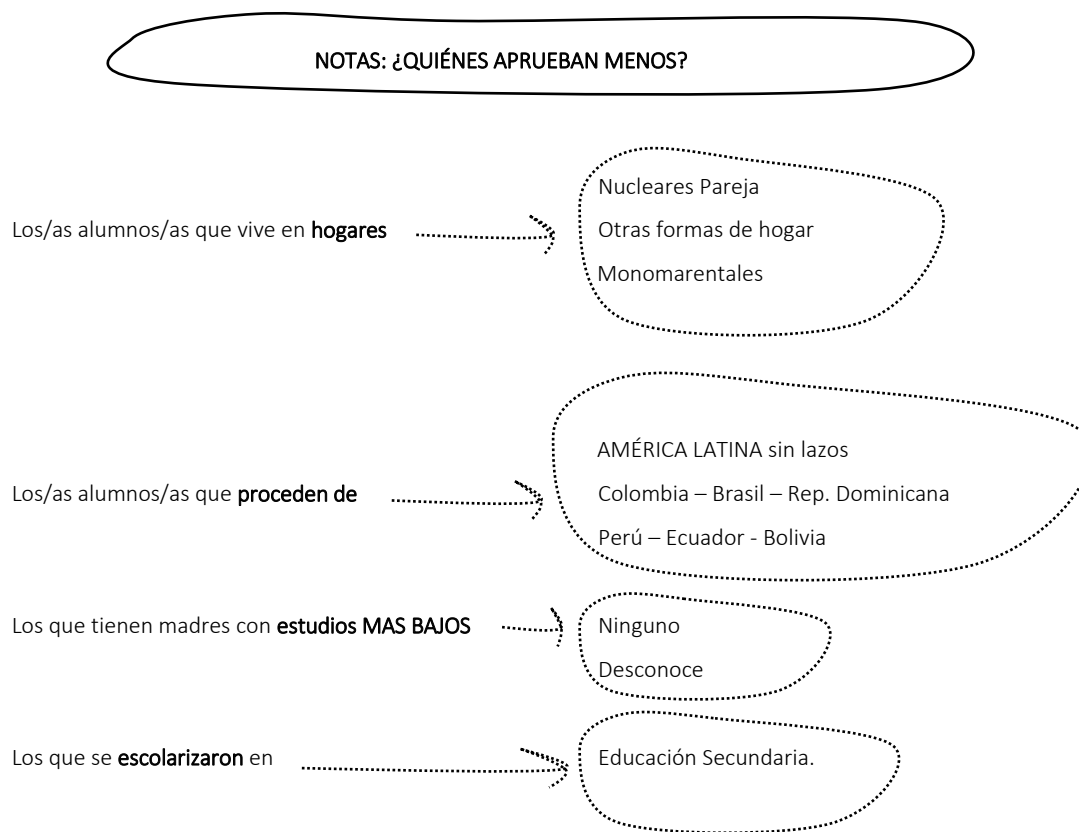 NOTAS: ¿QUIÉNES APRUEBAN MENOS?
Nucleares Pareja
Los/as alumnos/as que vive en hogares
Otras formas de hogar
Monomarentales
AMÉRICA LATINA sin lazos
Los/as alumnos/as que proceden de
Colombia – Brasil – Rep. Dominicana
Perú – Ecuador - Bolivia
Los que tienen madres con estudios MAS BAJOS
Ninguno
Desconoce
Los que se escolarizaron en
Educación Secundaria.